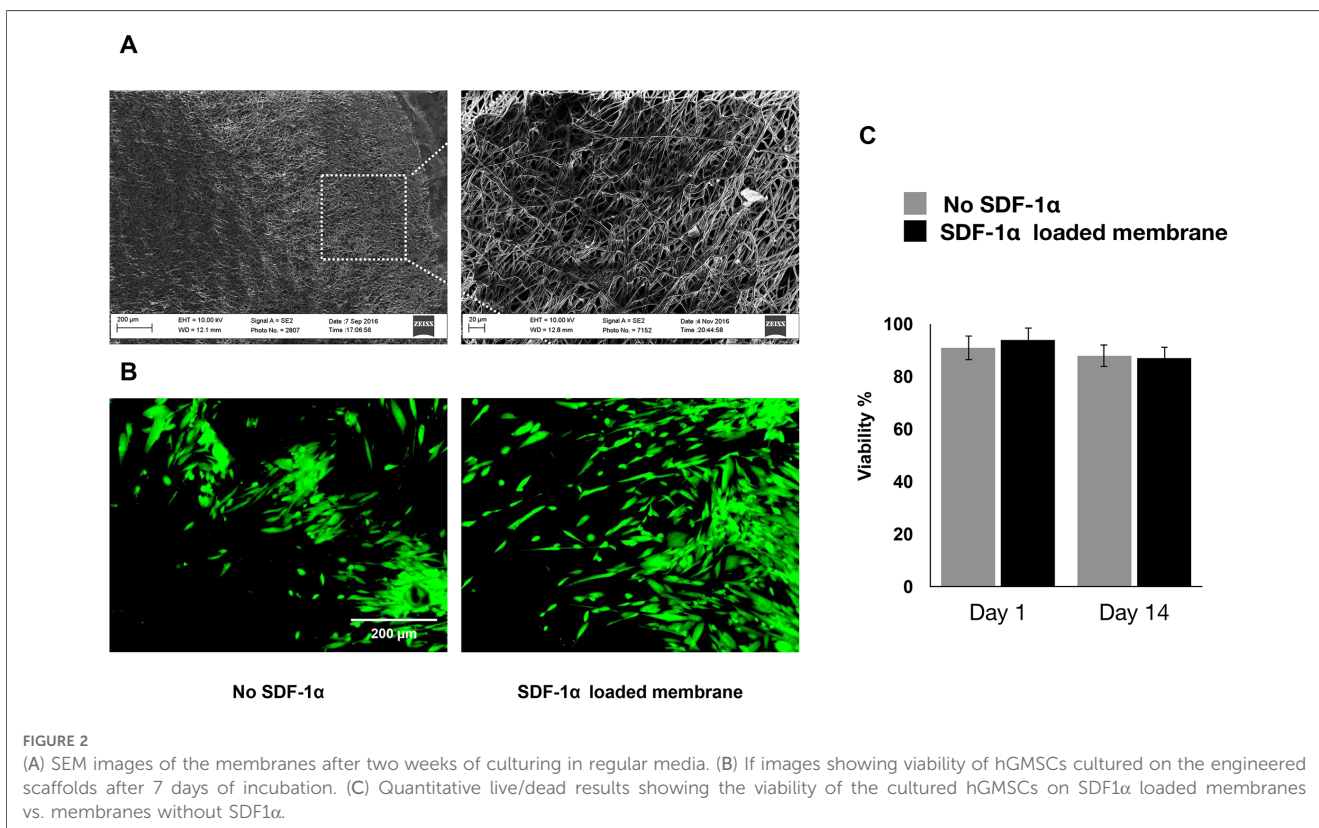 A
200 µm
EHT = 10.00 kV
WD = 12.1 mm
Signal A = SE2
Photo No. = 2807
Date :7 Sep 2016
Time :17:06:56
ZEISS
20 µm
EHT = 10.00 kV
WD = 12.8 mm
Signal A = SE2
Photo No. = 7152
Date :4 Nov 2016
Time :20:44:58
ZEISS
B
200 µm
No SDF-1α
SDF-1α loaded membrane
C
No SDF-1α
SDF-1α loaded membrane
Viability %
100
80
60
40
20
0
Day 1
Day 14
FIGURE 2
(A) SEM images of the membranes after two weeks of culturing in regular media. (B) If images showing viability of hGMSCs cultured on the engineered
scaffolds after 7 days of incubation. (C) Quantitative live/dead results showing the viability of the cultured hGMSCs on SDF1α loaded membranes
vs. membranes without SDF1α.